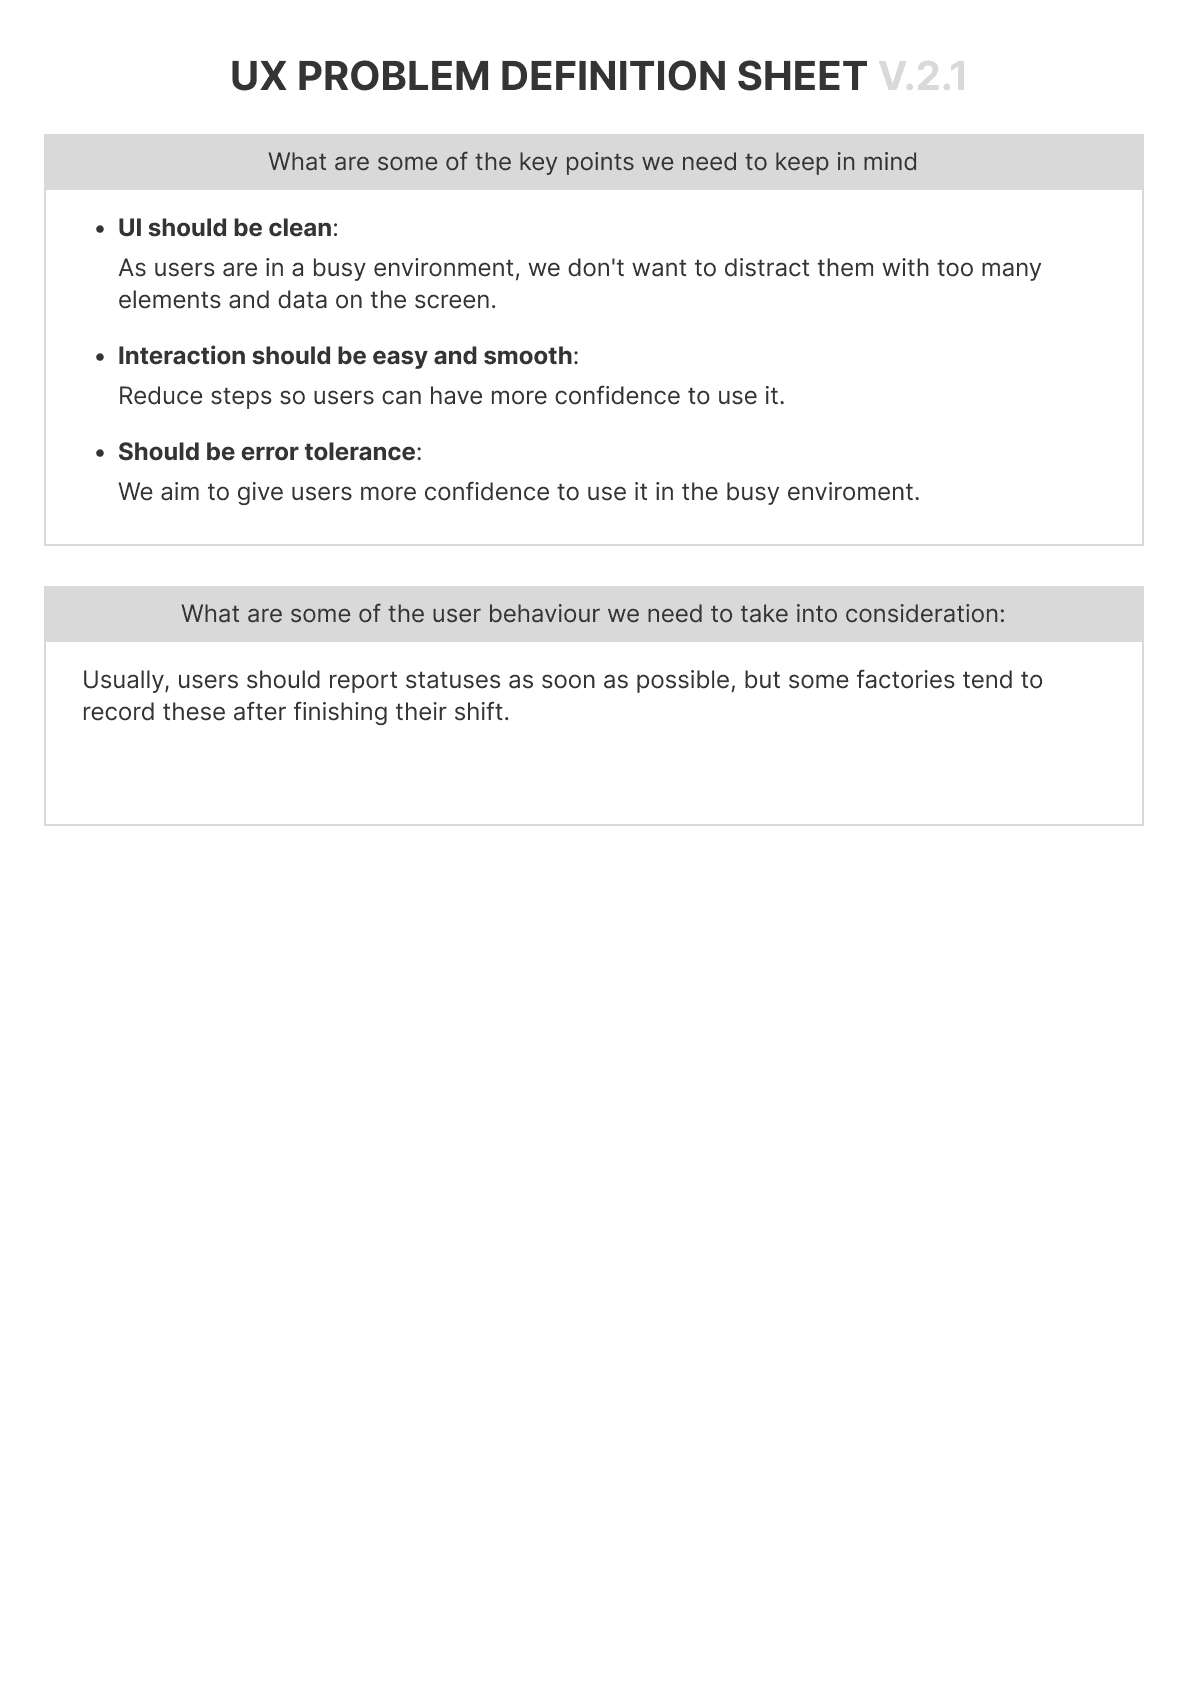 UX PROBLEM DEFINITION SHEET V.2.1
What are some of the key points we need to keep in mind
• UI should be clean:
As users are in a busy environment, we don't want to distract them with too many
elements and data on the screen.
• Interaction should be easy and smooth:
Reduce steps so users can have more confidence to use it.
• Should be error tolerance:
We aim to give users more confidence to use it in the busy enviroment.
What are some of the user behaviour we need to take into consideration:
Usually, users should report statuses as soon as possible, but some factories tend to
record these after finishing their shift.